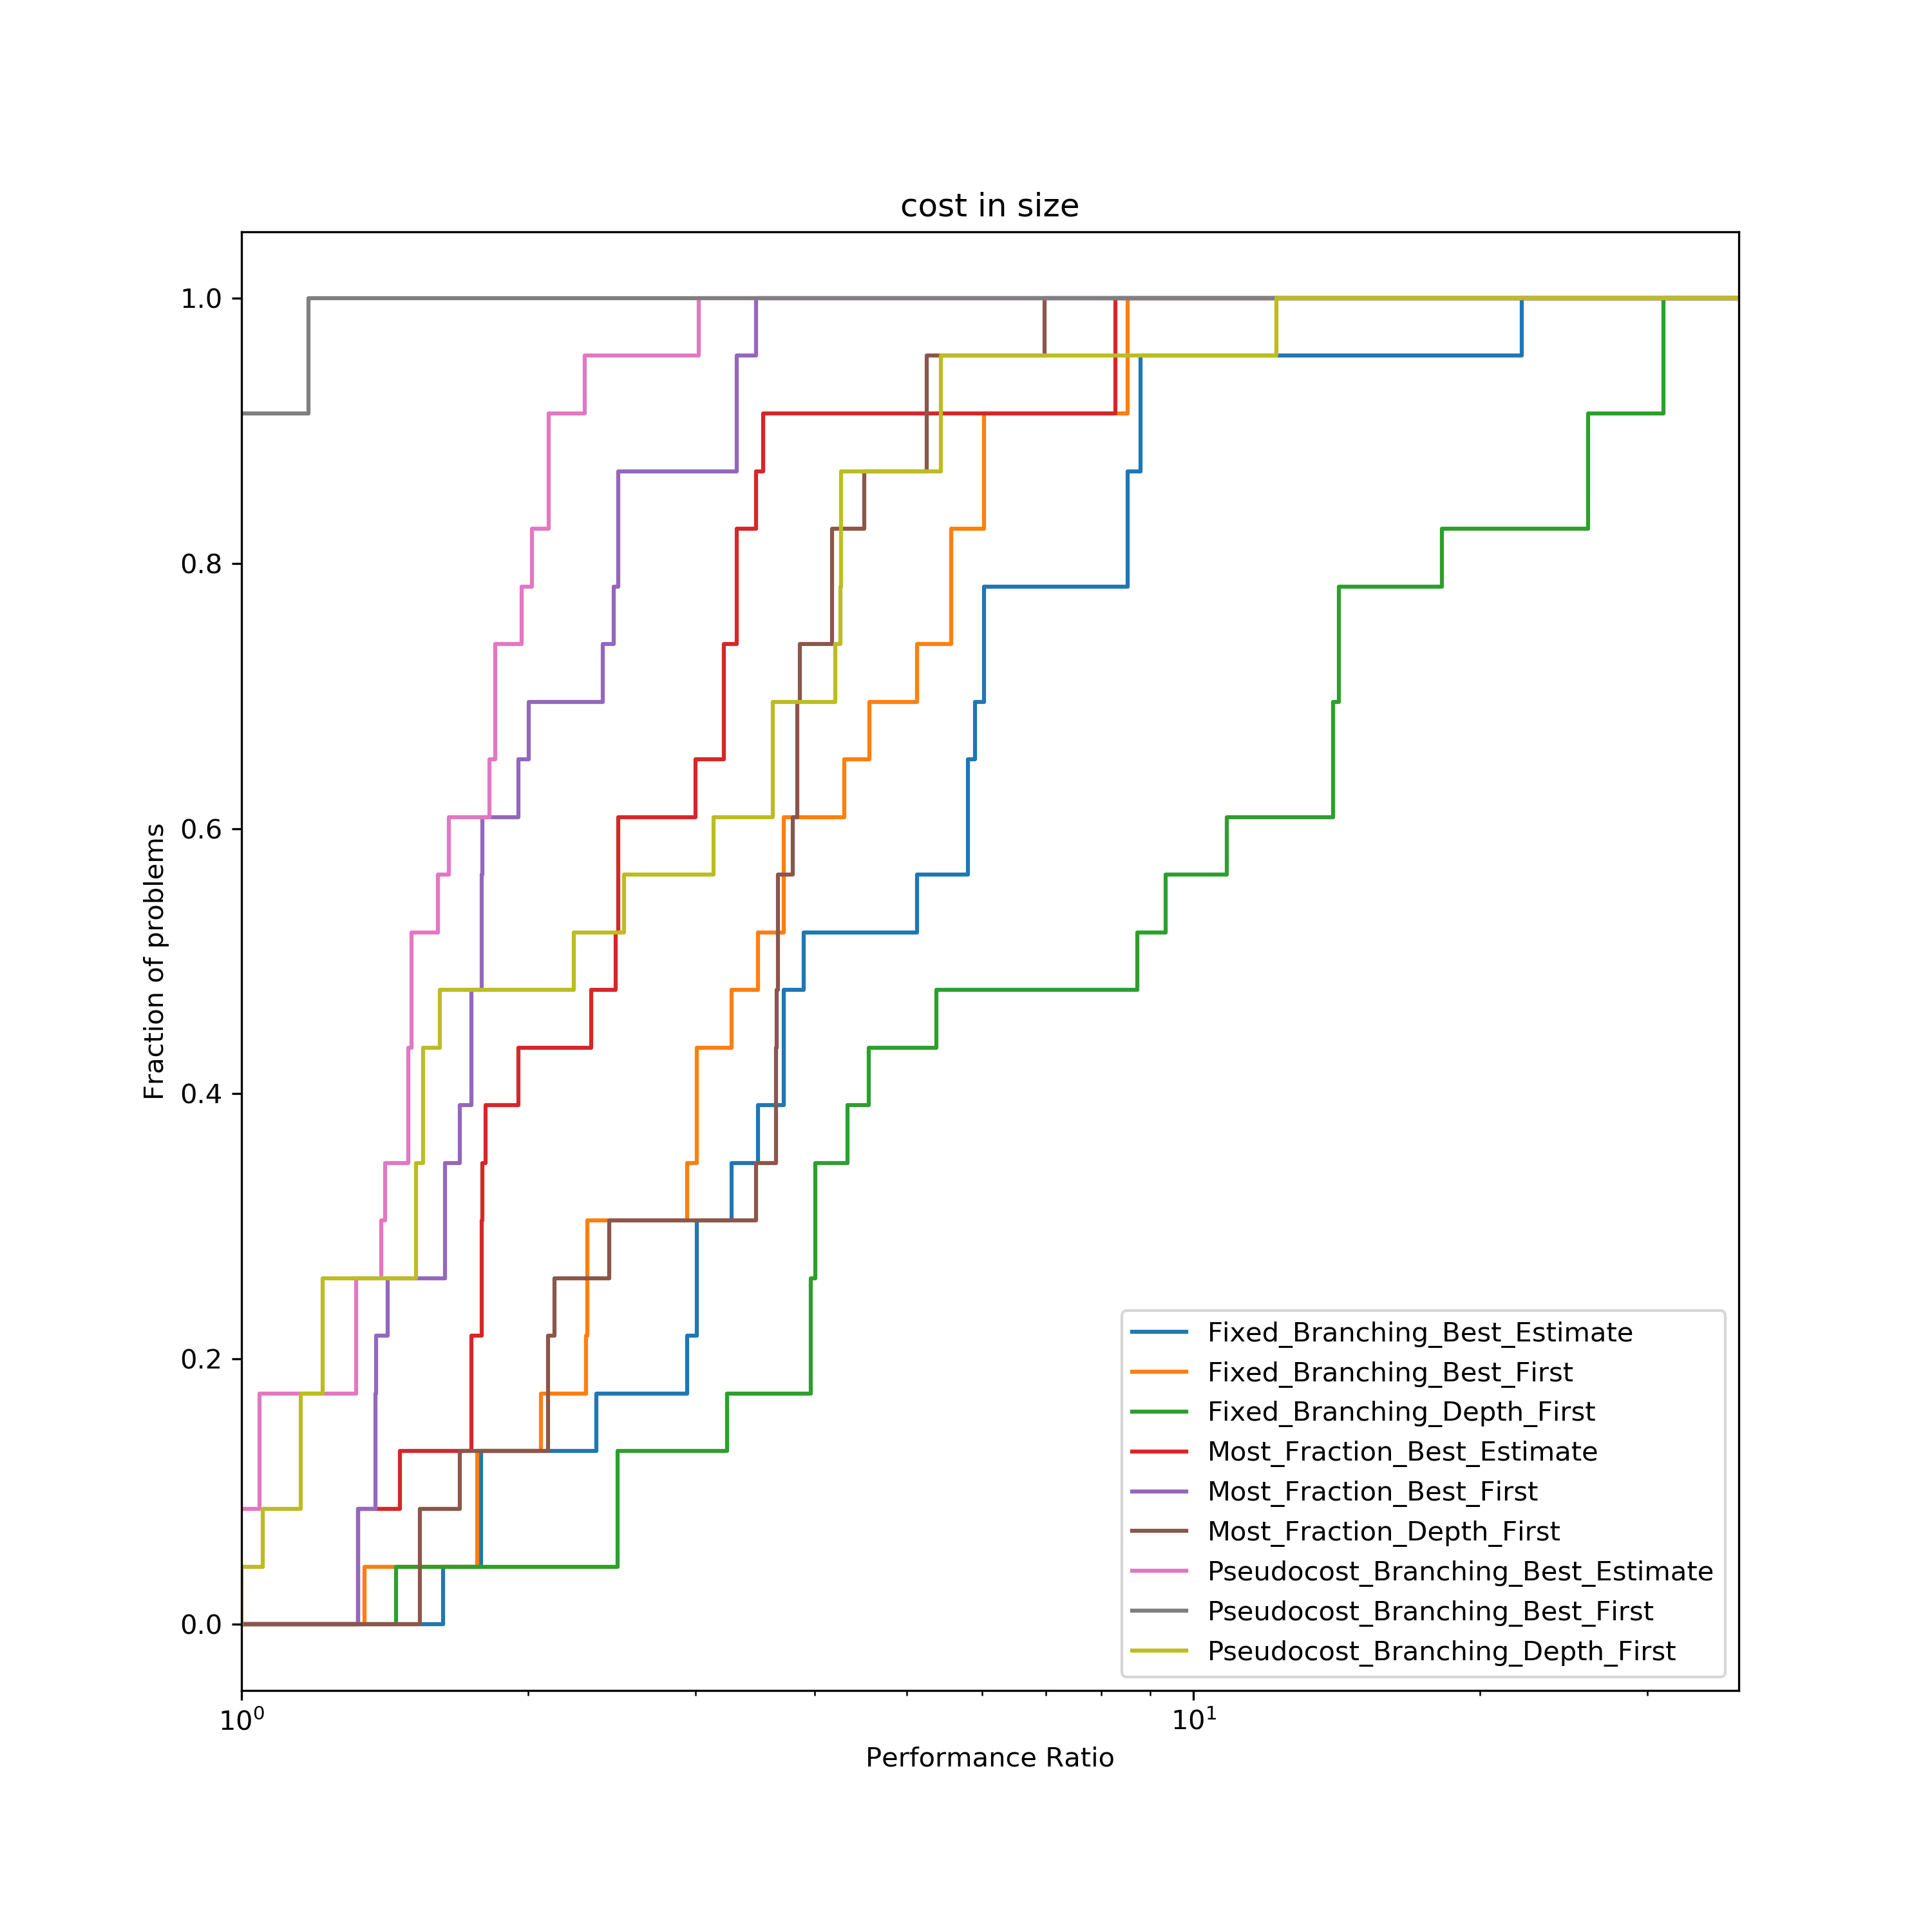 cost in size
1.0
0.8
0.6
0.4
0.2
0.0
Fraction of problems
Fixed_Branching_Best_Estimate
Fixed_Branching_Best_First
Fixed_Branching_Depth_First
Most_Fraction_Best_Estimate
Most_Fraction_Best_First
Most_Fraction_Depth_First
Pseudocost_Branching_Best_Estimate
Pseudocost_Branching_Best_First
Pseudocost_Branching_Depth_First
10⁰ 10¹
Performance Ratio